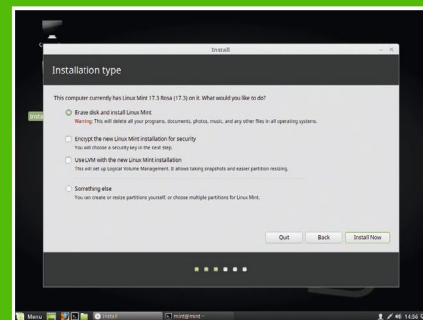 Install
Installation type
This computer currently has Linux Mint 17.3 Rosa (17.3) on it. What would you like to do?
Erase disk and install Linux Mint
Warning: This will delete all your programs, documents, photos, music, and any other files in all operating systems.
Encrypt the new Linux Mint installation for security
You will choose a security key in the next step.
Use LVM with the new Linux Mint installation
This will set up Logical Volume Management. It allows taking snapshots and easier partition resizing.
Something else
You can create or resize partitions yourself, or choose multiple partitions for Linux Mint.
Quit Back Install Now
Menu Install mint@mint ~ 14:56